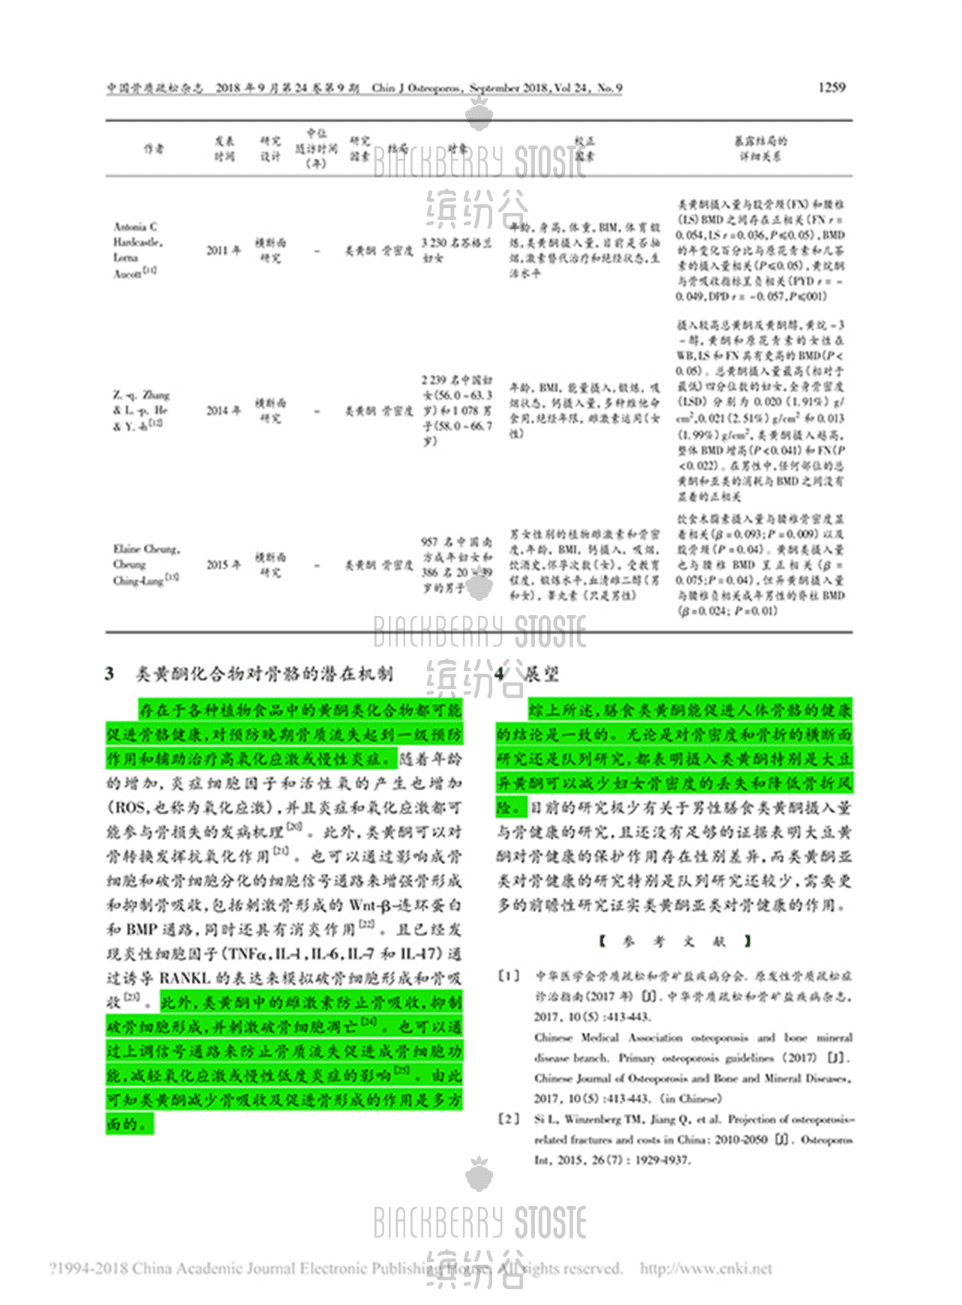 中国骨质疏松杂志 2018 年 9 月第 24 卷第 9 期 Chin J Osteoporos, September 2018, Vol 24, No. 9
1259
作者
发表
时间
研究
设计
中位
随访时间
(年)
研究
因素
结局
对象
校正
因素
暴露结局的
详细关系
Antonia C
Hardcastle,
Lorna
Aucott[11]
2011 年
横断面
研究
-
类黄酮
骨密度
3 230 名苏格兰
妇女
年龄,身高,体重,BIM,体育锻
炼,类黄酮摄入量,目前是否抽
烟,激素替代治疗和绝经状态,生
活水平
类黄酮摄入量与股骨颈(FN)和腰椎
(LS)BMD 之间存在正相关(FN r =
0.054,LS r =0.036,P≤0.05),BMD
的年变化百分比与原花青素和儿茶
素的摄入量相关(P≤0.05),黄烷酮
与骨吸收指标呈负相关(PYD r = -
0.049,DPD r = -0.057,P≤001)
Z. -q. Zhang
& L. -p. He
& Y. -h[12]
2014 年
横断面
研究
-
类黄酮
骨密度
2 239 名中国妇
女(56.0~63.3
岁)和 1 078 男
子(58.0~66.7
岁)
年龄, BMI, 能量摄入,锻炼, 吸
烟状态, 钙摄入量,多种维他命
食用,绝经年限, 雌激素运用(女
性)
摄入较高总黄酮及黄酮醇,黄烷 -3
-醇,黄酮和原花青素的女性在
WB,LS 和 FN 具有更高的 BMD(P <
0.05)。总黄酮摄入量最高(相对于
最低)四分位数的妇女,全身骨密度
(LSD) 分别为 0.020 (1.91%) g/
cm²,0.021(2.51%) g/cm² 和 0.013
(1.99%) g/cm²,类黄酮摄入越高,
整体 BMD 增高(P <0.041)和 FN(P
<0.022)。在男性中,任何部位的总
黄酮和亚类的消耗与 BMD 之间没有
显着的正相关
Elaine Cheung,
Cheung
Ching-Lung[13]
2015 年
横断面
研究
-
类黄酮
骨密度
957 名中国南
方成年妇女和
386 名 20~39
岁的男子
男女性别的植物雌激素和骨密
度,年龄, BMI, 钙摄入, 吸烟,
饮酒史,怀孕次数(女), 受教育
程度, 锻炼水平,血清雌二醇(男
和女), 睾丸素 (只是男性)
饮食木脂素摄入量与腰椎骨密度显
着相关(β =0.093;P =0.009)以及
股骨颈(P =0.04)。黄酮类摄入量
也与腰椎 BMD 呈正相关 (β =
0.075;P =0.04),但异黄酮摄入量
与腰椎负相关成年男性的脊柱 BMD
(β=0.024; P =0.01)
3 类黄酮化合物对骨骼的潜在机制
存在于各种植物食品中的黄酮类化合物都可能
促进骨骼健康,对预防晚期骨质流失起到一级预防
作用和辅助治疗高氧化应激或慢性炎症。随着年龄
的增加,炎症细胞因子和活性氧的产生也增加
(ROS,也称为氧化应激),并且炎症和氧化应激都可
能参与骨损失的发病机理[20]。此外,类黄酮可以对
骨转换发挥抗氧化作用[21]。也可以通过影响成骨
细胞和破骨细胞分化的细胞信号通路来增强骨形成
和抑制骨吸收,包括刺激骨形成的 Wnt-β-连环蛋白
和 BMP 通路,同时还具有消炎作用[22]。且已经发
现炎性细胞因子(TNFα,IL-1,IL-6,IL-7 和 IL-17)通
过诱导 RANKL 的表达来模拟破骨细胞形成和骨吸
收[23]。此外,类黄酮中的雌激素防止骨吸收,抑制
破骨细胞形成,并刺激破骨细胞凋亡[24]。也可以通
过上调信号通路来防止骨质流失促进成骨细胞功
能,减轻氧化应激或慢性低度炎症的影响[25]。由此
可知类黄酮减少骨吸收及促进骨形成的作用是多方
面的。
4 展望
综上所述,膳食类黄酮能促进人体骨骼的健康
的结论是一致的。无论是对骨密度和骨折的横断面
研究还是队列研究,都表明摄入类黄酮特别是大豆
异黄酮可以减少妇女骨密度的丢失和降低骨折风
险。目前的研究极少有关于男性膳食类黄酮摄入量
与骨健康的研究,且还没有足够的证据表明大豆黄
酮对骨健康的保护作用存在性别差异,而类黄酮亚
类对骨健康的研究特别是队列研究还较少,需要更
多的前瞻性研究证实类黄酮亚类对骨健康的作用。
【 参 考 文 献 】
[1] 中华医学会骨质疏松和骨矿盐疾病分会. 原发性骨质疏松症
诊治指南(2017 年) [J]. 中华骨质疏松和骨矿盐疾病杂志,
2017, 10(5):413-443.
Chinese Medical Association osteoporosis and bone mineral
disease branch. Primary osteoporosis guidelines (2017) [J].
Chinese Journal of Osteoporosis and Bone and Mineral Diseases,
2017, 10(5):413-443. (in Chinese)
[2] Si L, Winzenberg TM, Jiang Q, et al. Projection of osteoporosis-
related fractures and costs in China: 2010-2050 [J]. Osteoporos
Int, 2015, 26(7): 1929-1937.
BLACKBERRY STOSTE
缤纷谷
BLACKBERRY STOSTE
缤纷谷
BLACKBERRY STOSTE
缤纷谷
?1994-2018 China Academic Journal Electronic Publishing House. All rights reserved. http://www.cnki.net